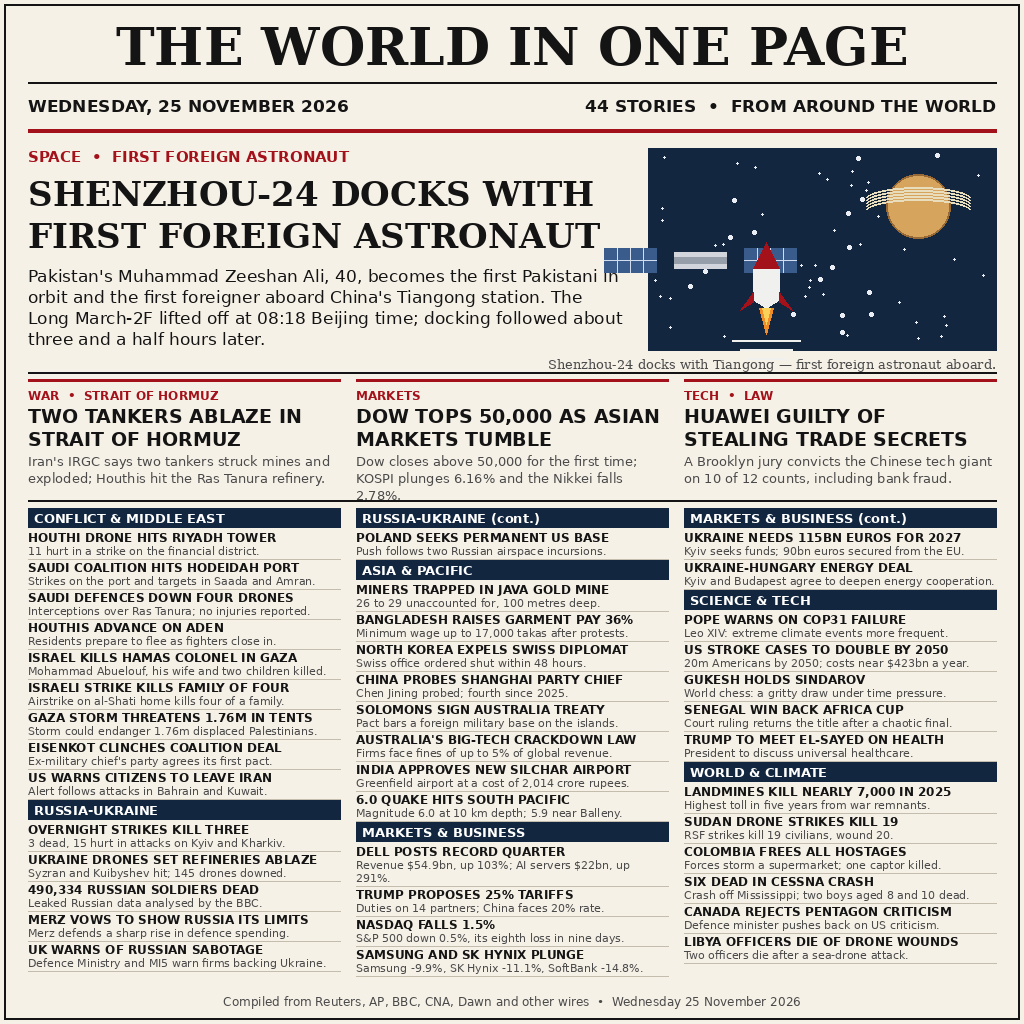 THE WORLD IN ONE PAGE
WEDNESDAY, 25 NOVEMBER 2026
44 STORIES • FROM AROUND THE WORLD
SPACE • FIRST FOREIGN ASTRONAUT
SHENZHOU-24 DOCKS WITH
FIRST FOREIGN ASTRONAUT
Pakistan's Muhammad Zeeshan Ali, 40, becomes the first Pakistani in
orbit and the first foreigner aboard China's Tiangong station. The
Long March-2F lifted off at 08:18 Beijing time; docking followed about
three and a half hours later.
Shenzhou-24 docks with Tiangong — first foreign astronaut aboard.
WAR • STRAIT OF HORMUZ
TWO TANKERS ABLAZE IN
STRAIT OF HORMUZ
Iran's IRGC says two tankers struck mines and
exploded; Houthis hit the Ras Tanura refinery.
MARKETS
DOW TOPS 50,000 AS ASIAN
MARKETS TUMBLE
Dow closes above 50,000 for the first time;
KOSPI plunges 6.16% and the Nikkei falls
2.78%.
TECH • LAW
HUAWEI GUILTY OF
STEALING TRADE SECRETS
A Brooklyn jury convicts the Chinese tech giant
on 10 of 12 counts, including bank fraud.
CONFLICT & MIDDLE EAST
HOUTHI DRONE HITS RIYADH TOWER
11 hurt in a strike on the financial district.
SAUDI COALITION HITS HODEIDAH PORT
Strikes on the port and targets in Saada and Amran.
SAUDI DEFENCES DOWN FOUR DRONES
Interceptions over Ras Tanura; no injuries reported.
HOUTHIS ADVANCE ON ADEN
Residents prepare to flee as fighters close in.
ISRAEL KILLS HAMAS COLONEL IN GAZA
Mohammad Abuelouf, his wife and two children killed.
ISRAELI STRIKE KILLS FAMILY OF FOUR
Airstrike on al-Shati home kills four of a family.
GAZA STORM THREATENS 1.76M IN TENTS
Storm could endanger 1.76m displaced Palestinians.
EISENKOT CLINCHES COALITION DEAL
Ex-military chief's party agrees its first pact.
US WARNS CITIZENS TO LEAVE IRAN
Alert follows attacks in Bahrain and Kuwait.
RUSSIA-UKRAINE
OVERNIGHT STRIKES KILL THREE
3 dead, 15 hurt in attacks on Kyiv and Kharkiv.
UKRAINE DRONES SET REFINERIES ABLAZE
Syzran and Kuibyshev hit; 145 drones downed.
490,334 RUSSIAN SOLDIERS DEAD
Leaked Russian data analysed by the BBC.
MERZ VOWS TO SHOW RUSSIA ITS LIMITS
Merz defends a sharp rise in defence spending.
UK WARNS OF RUSSIAN SABOTAGE
Defence Ministry and MI5 warn firms backing Ukraine.
RUSSIA-UKRAINE (cont.)
POLAND SEEKS PERMANENT US BASE
Push follows two Russian airspace incursions.
ASIA & PACIFIC
MINERS TRAPPED IN JAVA GOLD MINE
26 to 29 unaccounted for, 100 metres deep.
BANGLADESH RAISES GARMENT PAY 36%
Minimum wage up to 17,000 takas after protests.
NORTH KOREA EXPELS SWISS DIPLOMAT
Swiss office ordered shut within 48 hours.
CHINA PROBES SHANGHAI PARTY CHIEF
Chen Jining probed; fourth since 2025.
SOLOMONS SIGN AUSTRALIA TREATY
Pact bars a foreign military base on the islands.
AUSTRALIA'S BIG-TECH CRACKDOWN LAW
Firms face fines of up to 5% of global revenue.
INDIA APPROVES NEW SILCHAR AIRPORT
Greenfield airport at a cost of 2,014 crore rupees.
6.0 QUAKE HITS SOUTH PACIFIC
Magnitude 6.0 at 10 km depth; 5.9 near Balleny.
MARKETS & BUSINESS
DELL POSTS RECORD QUARTER
Revenue $54.9bn, up 103%; AI servers $22bn, up
291%.
TRUMP PROPOSES 25% TARIFFS
Duties on 14 partners; China faces 20% rate.
NASDAQ FALLS 1.5%
S&P 500 down 0.5%, its eighth loss in nine days.
SAMSUNG AND SK HYNIX PLUNGE
Samsung -9.9%, SK Hynix -11.1%, SoftBank -14.8%.
MARKETS & BUSINESS (cont.)
UKRAINE NEEDS 115BN EUROS FOR 2027
Kyiv seeks funds; 90bn euros secured from the EU.
UKRAINE-HUNGARY ENERGY DEAL
Kyiv and Budapest agree to deepen energy cooperation.
SCIENCE & TECH
POPE WARNS ON COP31 FAILURE
Leo XIV: extreme climate events more frequent.
US STROKE CASES TO DOUBLE BY 2050
20m Americans by 2050; costs near $423bn a year.
GUKESH HOLDS SINDAROV
World chess: a gritty draw under time pressure.
SENEGAL WIN BACK AFRICA CUP
Court ruling returns the title after a chaotic final.
TRUMP TO MEET EL-SAYED ON HEALTH
President to discuss universal healthcare.
WORLD & CLIMATE
LANDMINES KILL NEARLY 7,000 IN 2025
Highest toll in five years from war remnants.
SUDAN DRONE STRIKES KILL 19
RSF strikes kill 19 civilians, wound 20.
COLOMBIA FREES ALL HOSTAGES
Forces storm a supermarket; one captor killed.
SIX DEAD IN CESSNA CRASH
Crash off Mississippi; two boys aged 8 and 10 dead.
CANADA REJECTS PENTAGON CRITICISM
Defence minister pushes back on US criticism.
LIBYA OFFICERS DIE OF DRONE WOUNDS
Two officers die after a sea-drone attack.
Compiled from Reuters, AP, BBC, CNA, Dawn and other wires • Wednesday 25 November 2026